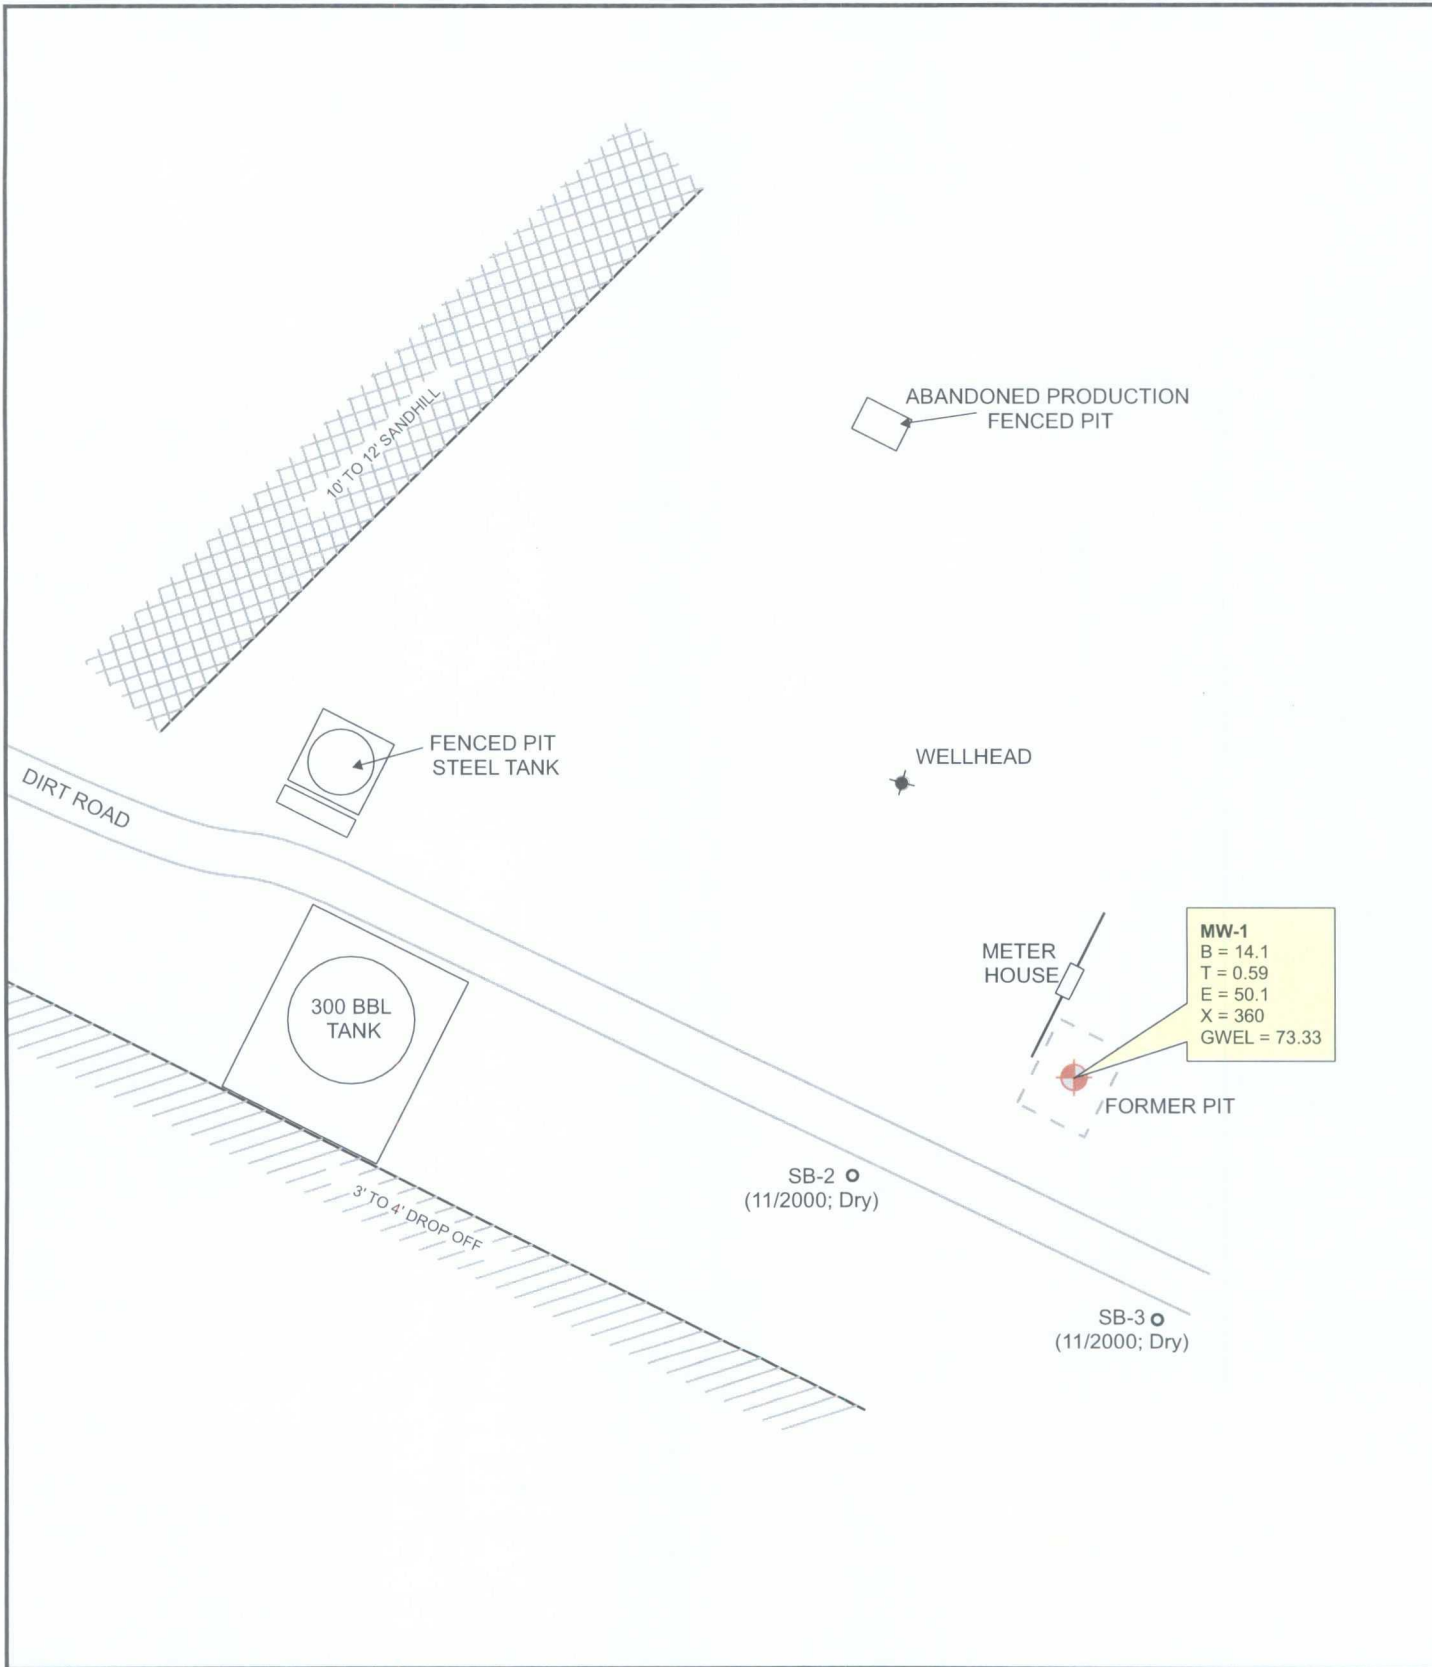 10' TO 12' SANDHILL
ABANDONED PRODUCTION
FENCED PIT
FENCED PIT
STEEL TANK
WELLHEAD
DIRT ROAD
METER
HOUSE
MW-1
B = 14.1
T = 0.59
E = 50.1
X = 360
GWEL = 73.33
300 BBL
TANK
FORMER PIT
SB-2
(11/2000; Dry)
3' TO 4' DROP OFF
SB-3
(11/2000; Dry)